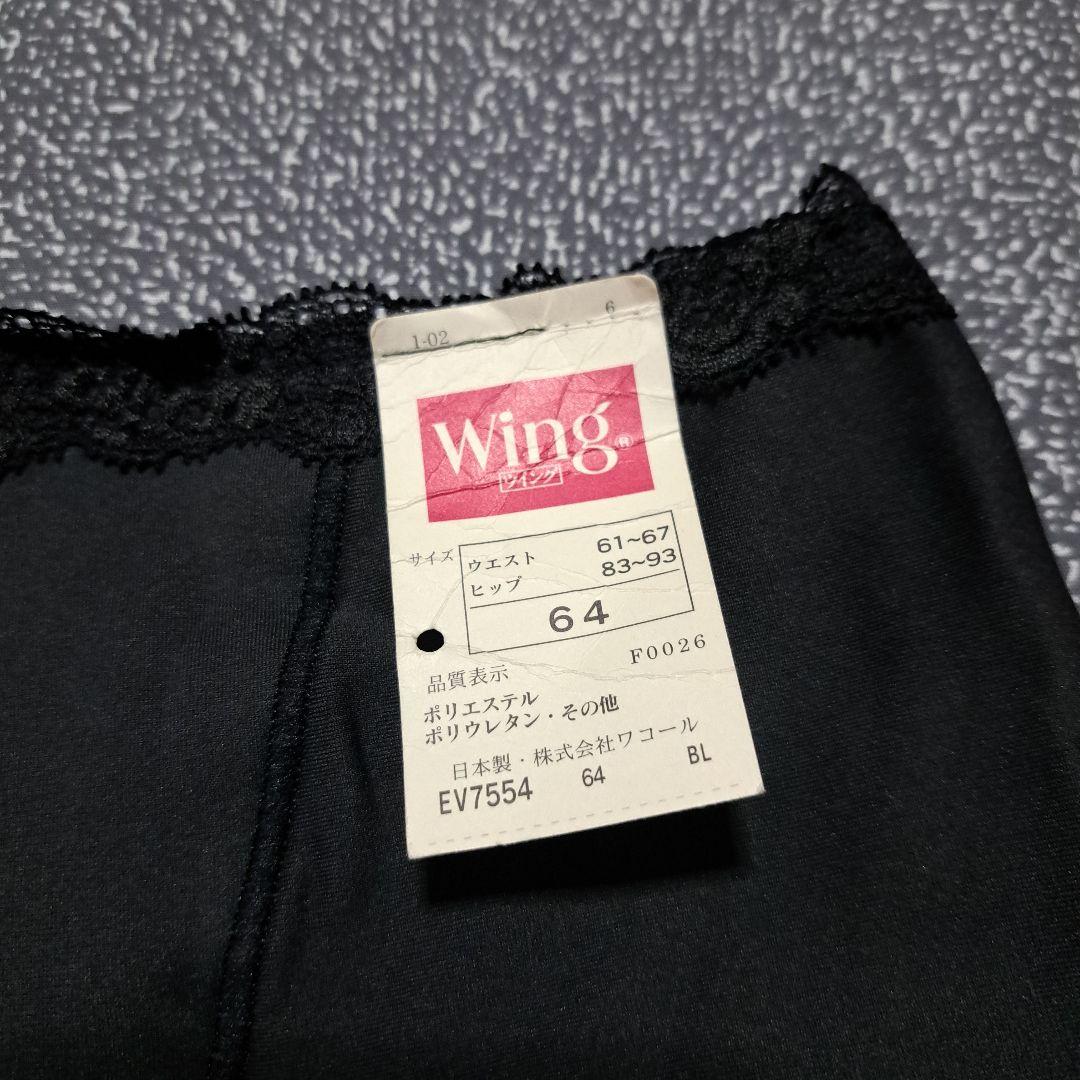 1-02 6
Wing®
ウイング
サイズ
ウエスト 61~67
ヒップ 83~93
64
F0026
品質表示
ポリエステル
ポリウレタン・その他
日本製・株式会社ワコール
EV7554 64 BL